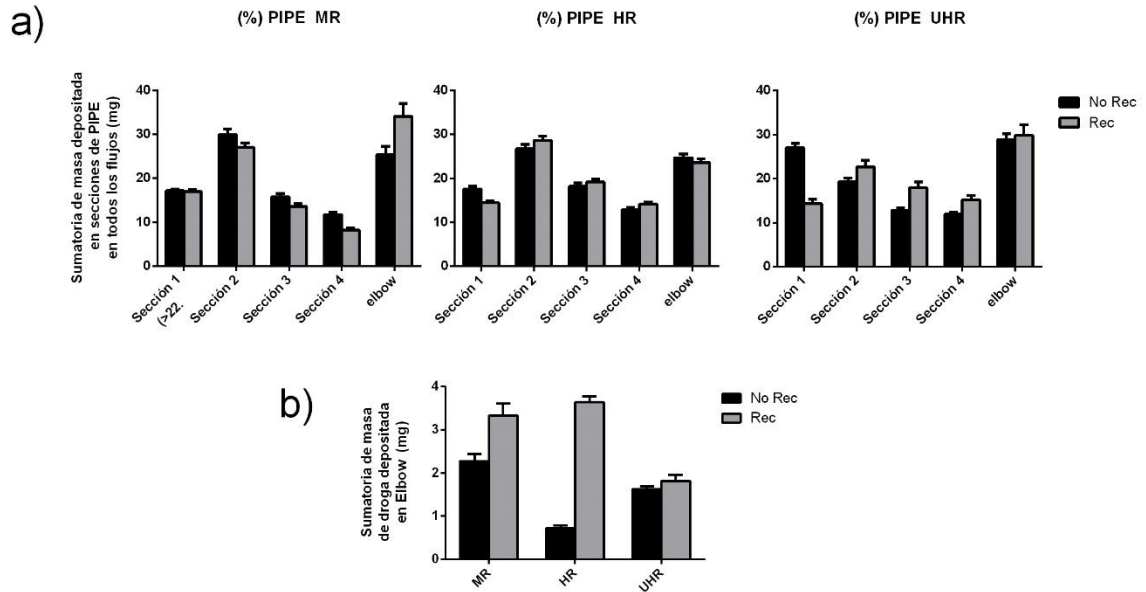 a)
(%) PIPE MR
(%) PIPE HR
(%) PIPE UHR
Sumatoria de masa depositada
en secciones de PIPE
en todos los flujos (mg)
40
30
20
10
0
Sección 1
(>22.
Sección 2
Sección 3
Sección 4
elbow
40
30
20
10
0
Sección 1
Sección 2
Sección 3
Sección 4
elbow
40
30
20
10
0
Sección 1
Sección 2
Sección 3
Sección 4
elbow
No Rec
Rec
b)
Sumatoria de masa
de droga depositada
en Elbow (mg)
4
3
2
1
0
MR
HR
UHR
No Rec
Rec